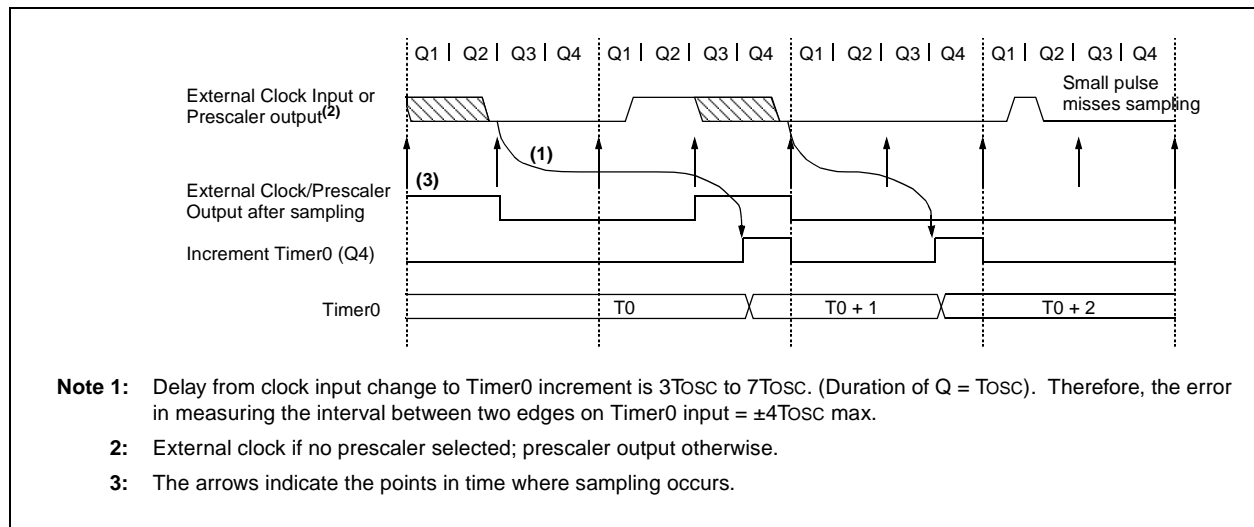 Q1 | Q2 | Q3 | Q4 Q1 | Q2 | Q3 | Q4 Q1 | Q2 | Q3 | Q4 Q1 | Q2 | Q3 | Q4
External Clock Input or
Prescaler output(2)
Small pulse
misses sampling
(1)
(3)
External Clock/Prescaler
Output after sampling
Increment Timer0 (Q4)
Timer0
T0
T0 + 1
T0 + 2
Note 1: Delay from clock input change to Timer0 increment is 3TOSC to 7TOSC. (Duration of Q = TOSC). Therefore, the error
in measuring the interval between two edges on Timer0 input = ±4TOSC max.
2: External clock if no prescaler selected; prescaler output otherwise.
3: The arrows indicate the points in time where sampling occurs.